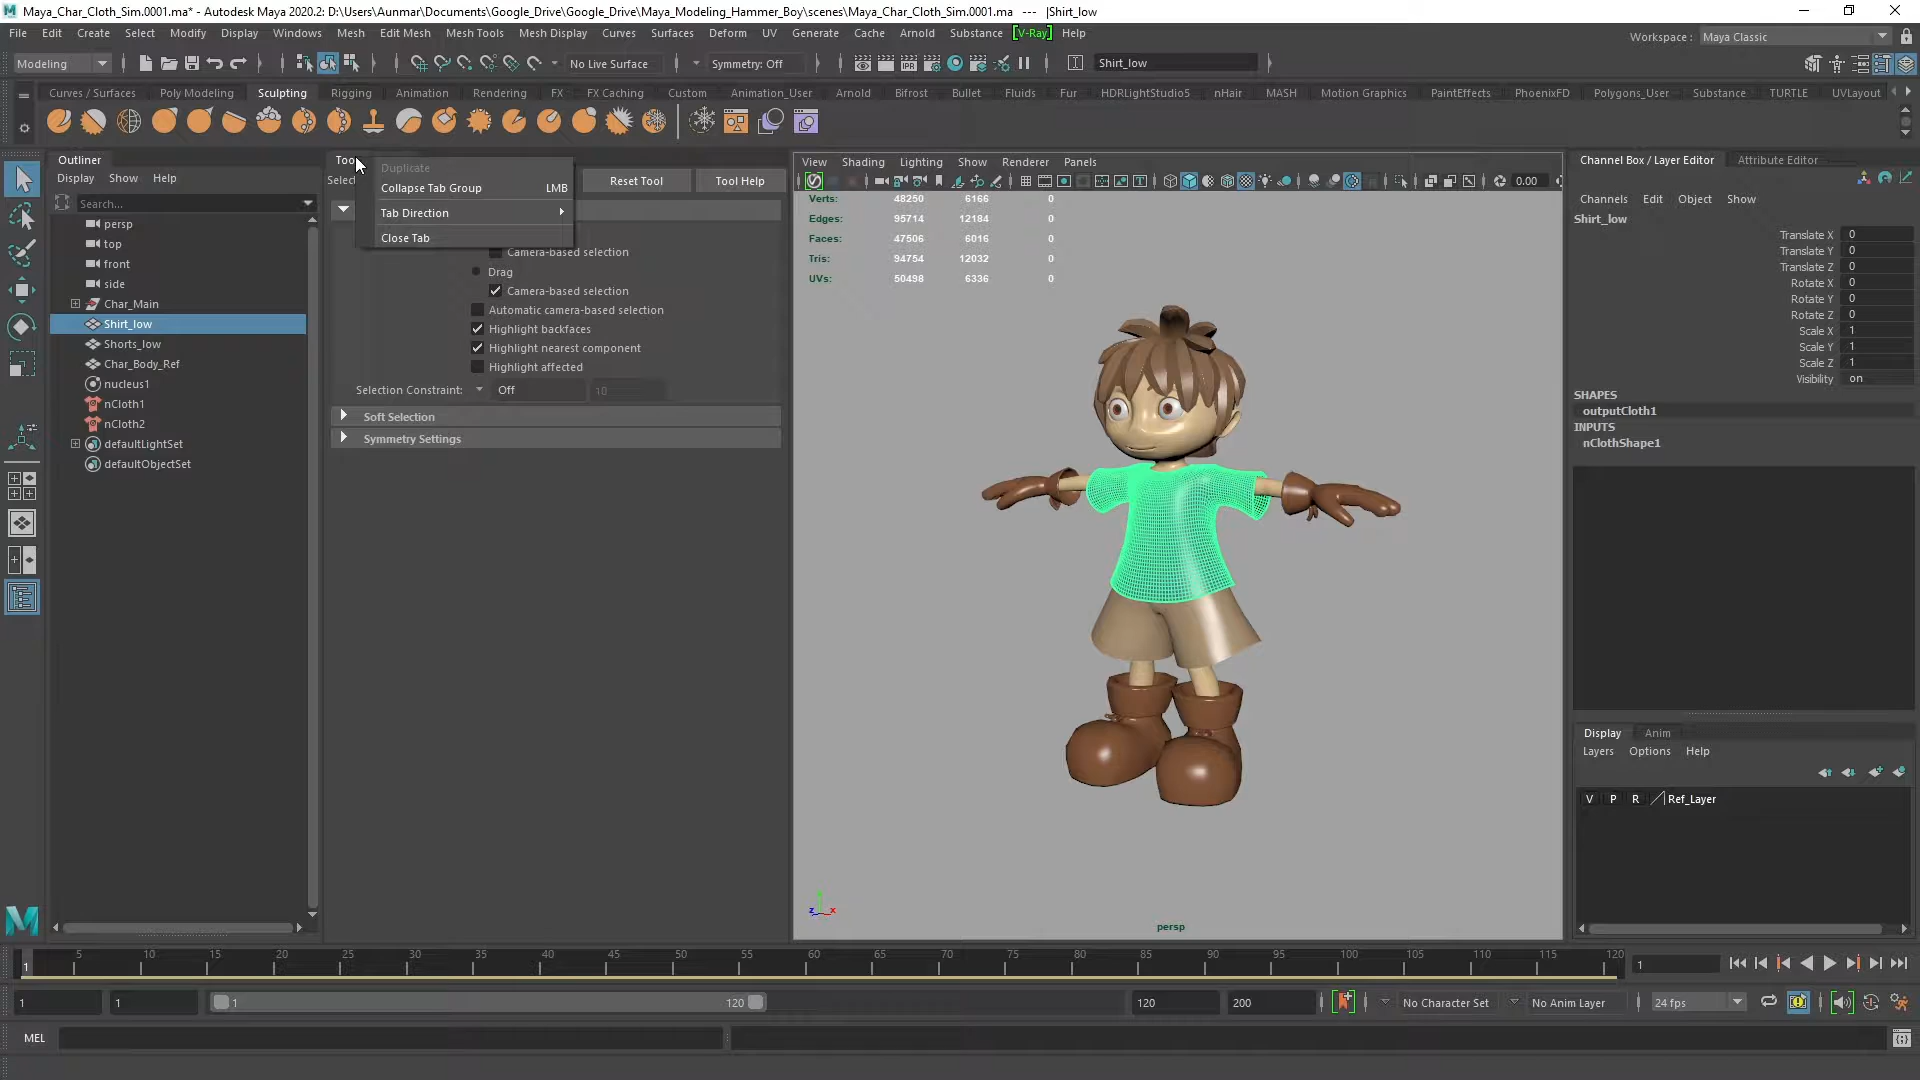 Maya_Char_Cloth_Sim.0001.ma* - Autodesk Maya 2020.2: D:\Users\Aunmar\Documents\Google_Drive\Google_Drive\Maya_Modeling_Hammer_Boy\scenes\Maya_Char_Cloth_Sim.0001.ma --- |Shirt_low
File Edit Create Select Modify Display Windows Mesh Edit Mesh Mesh Tools Mesh Display Curves Surfaces Deform UV Generate Cache Arnold Substance [V-Ray] Help
Workspace : Maya Classic
Modeling No Live Surface Symmetry: Off Shirt_low
Curves / Surfaces Poly Modeling Sculpting Rigging Animation Rendering FX FX Caching Custom Animation_User Arnold Bifrost Bullet Fluids Fur HDRLightStudio5 nHair MASH Motion Graphics PaintEffects PhoenixFD Polygons_User Substance TURTLE UVLayout
Outliner
Display Show Help
Search...
persp
top
front
side
Char_Main
Shirt_low
Shorts_low
Char_Body_Ref
nucleus1
nCloth1
nCloth2
defaultLightSet
defaultObjectSet
Too
Selec
Reset Tool Tool Help
Duplicate
Collapse Tab Group LMB
Tab Direction
Close Tab
Camera-based selection
Drag
Camera-based selection
Automatic camera-based selection
Highlight backfaces
Highlight nearest component
Highlight affected
Selection Constraint: Off 10
Soft Selection
Symmetry Settings
View Shading Lighting Show Renderer Panels
0.00
Verts: 48250 6166 0
Edges: 95714 12184 0
Faces: 47506 6016 0
Tris: 94754 12032 0
UVs: 50498 6336 0
z x
persp
Channel Box / Layer Editor Attribute Editor
Channels Edit Object Show
Shirt_low
Translate X 0
Translate Y 0
Translate Z 0
Rotate X 0
Rotate Y 0
Rotate Z 0
Scale X 1
Scale Y 1
Scale Z 1
Visibility on
SHAPES
outputCloth1
INPUTS
nClothShape1
Display Anim
Layers Options Help
V P R Ref_Layer
1 5 10 15 20 25 30 35 40 45 50 55 60 65 70 75 80 85 90 95 100 105 110 115 120 1
1 1 1 120 120 200 No Character Set No Anim Layer 24 fps
MEL